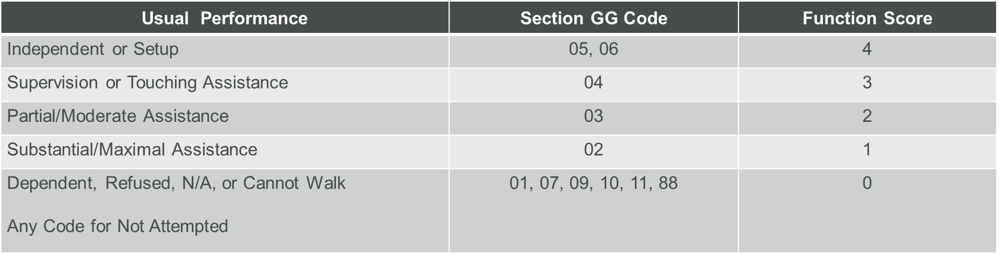 Usual Performance Section GG Code Function Score
Independent or Setup 05, 06 4
Supervision or Touching Assistance 04 3
Partial/Moderate Assistance 03 2
Substantial/Maximal Assistance 02 1
Dependent, Refused, N/A, or Cannot Walk 01, 07, 09, 10, 11, 88 0
Any Code for Not Attempted